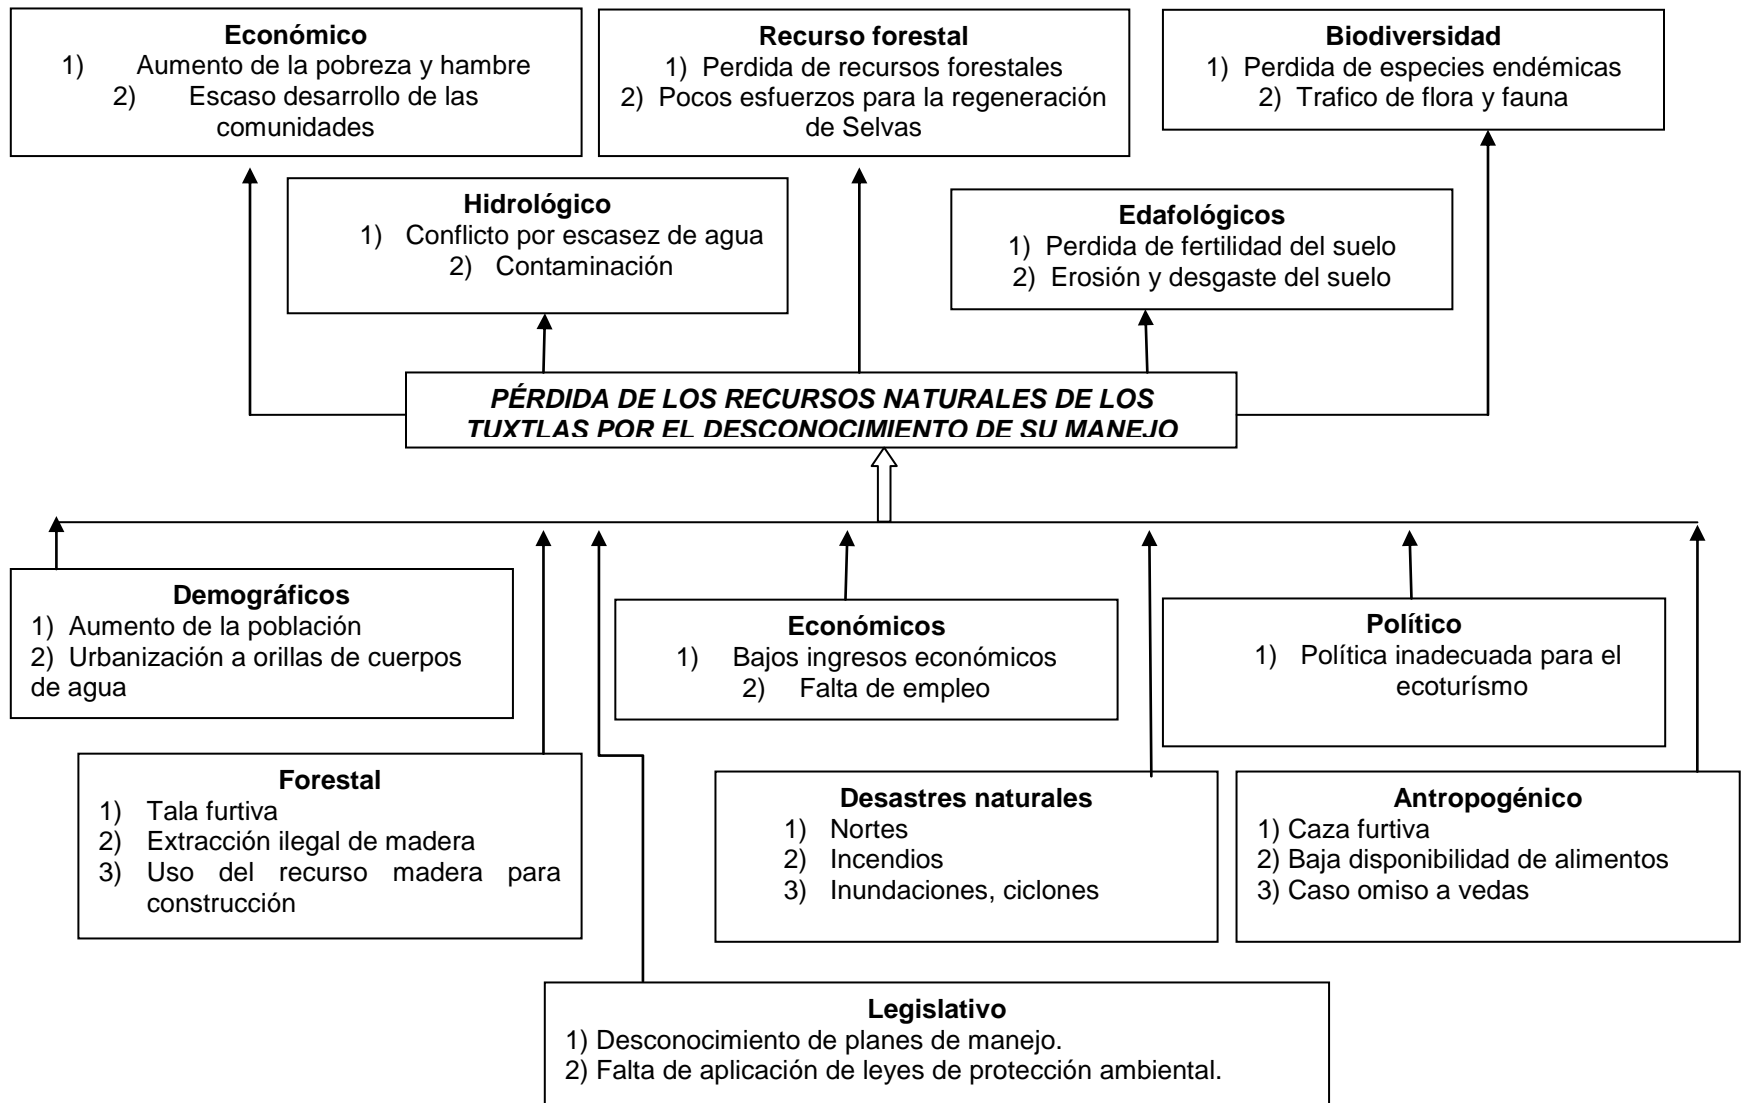 Económico
1) Aumento de la pobreza y hambre
2) Escaso desarrollo de las
comunidades
Recurso forestal
1) Perdida de recursos forestales
2) Pocos esfuerzos para la regeneración
de Selvas
Biodiversidad
1) Perdida de especies endémicas
2) Trafico de flora y fauna
Hidrológico
1) Conflicto por escasez de agua
2) Contaminación
Edafológicos
1) Perdida de fertilidad del suelo
2) Erosión y desgaste del suelo
PÉRDIDA DE LOS RECURSOS NATURALES DE LOS
TUXTLAS POR EL DESCONOCIMIENTO DE SU MANEJO
Demográficos
1) Aumento de la población
2) Urbanización a orillas de cuerpos
de agua
Económicos
1) Bajos ingresos económicos
2) Falta de empleo
Político
1) Política inadecuada para el
ecoturísmo
Forestal
1) Tala furtiva
2) Extracción ilegal de madera
3) Uso del recurso madera para
construcción
Desastres naturales
1) Nortes
2) Incendios
3) Inundaciones, ciclones
Antropogénico
1) Caza furtiva
2) Baja disponibilidad de alimentos
3) Caso omiso a vedas
Legislativo
1) Desconocimiento de planes de manejo.
2) Falta de aplicación de leyes de protección ambiental.